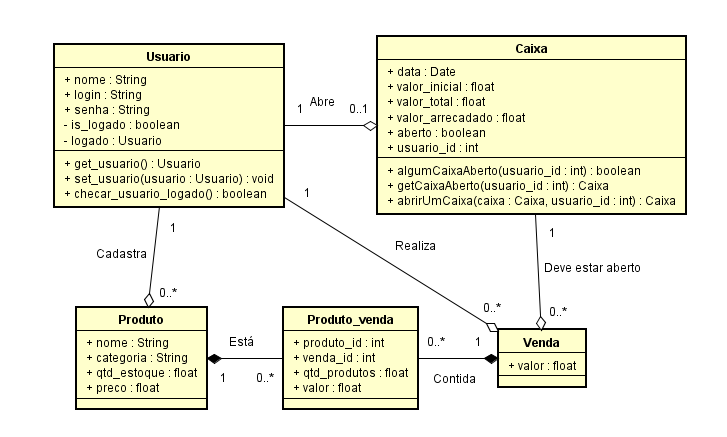 Usuario
+ nome : String
+ login : String
+ senha : String
- is_logado : boolean
- logado : Usuario
+ get_usuario() : Usuario
+ set_usuario(usuario : Usuario) : void
+ checar_usuario_logado() : boolean
1
Abre
0..1
Caixa
+ data : Date
+ valor_inicial : float
+ valor_total : float
+ valor_arrecadado : float
+ aberto : boolean
+ usuario_id : int
+ algumCaixaAberto(usuario_id : int) : boolean
+ getCaixaAberto(usuario_id : int) : Caixa
+ abrirUmCaixa(caixa : Caixa, usuario_id : int) : Caixa
1
Cadastra
0..*
1
Realiza
0..*
1
Deve estar aberto
0..*
Produto
+ nome : String
+ categoria : String
+ qtd_estoque : float
+ preco : float
Está
1
0..*
Produto_venda
+ produto_id : int
+ venda_id : int
+ qtd_produtos : float
+ valor : float
0..*
1
Contida
Venda
+ valor : float